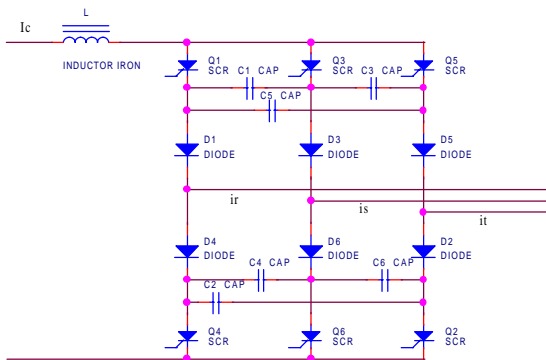 L
Ic
INDUCTOR IRON
Q1
SCR
Q3
SCR
Q5
SCR
C1 CAP
C3 CAP
C5 CAP
D1
DIODE
D3
DIODE
D5
DIODE
ir
is
it
D4
DIODE
D6
DIODE
D2
DIODE
C4 CAP
C6 CAP
C2 CAP
Q4
SCR
Q6
SCR
Q2
SCR